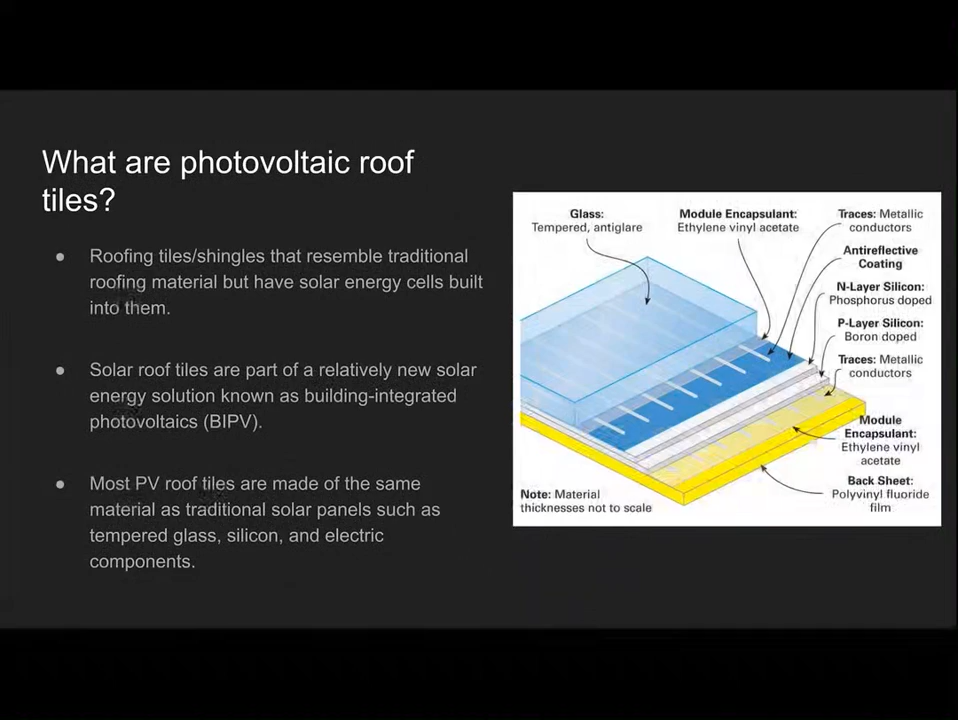 What are photovoltaic roof
tiles?
● Roofing tiles/shingles that resemble traditional
roofing material but have solar energy cells built
into them.
● Solar roof tiles are part of a relatively new solar
energy solution known as building-integrated
photovoltaics (BIPV).
● Most PV roof tiles are made of the same
material as traditional solar panels such as
tempered glass, silicon, and electric
components.
Glass:
Tempered, antiglare
Module Encapsulant:
Ethylene vinyl acetate
Traces: Metallic
conductors
Antireflective
Coating
N-Layer Silicon:
Phosphorus doped
P-Layer Silicon:
Boron doped
Traces: Metallic
conductors
Module
Encapsulant:
Ethylene vinyl
acetate
Back Sheet:
Polyvinyl fluoride
film
Note: Material
thicknesses not to scale